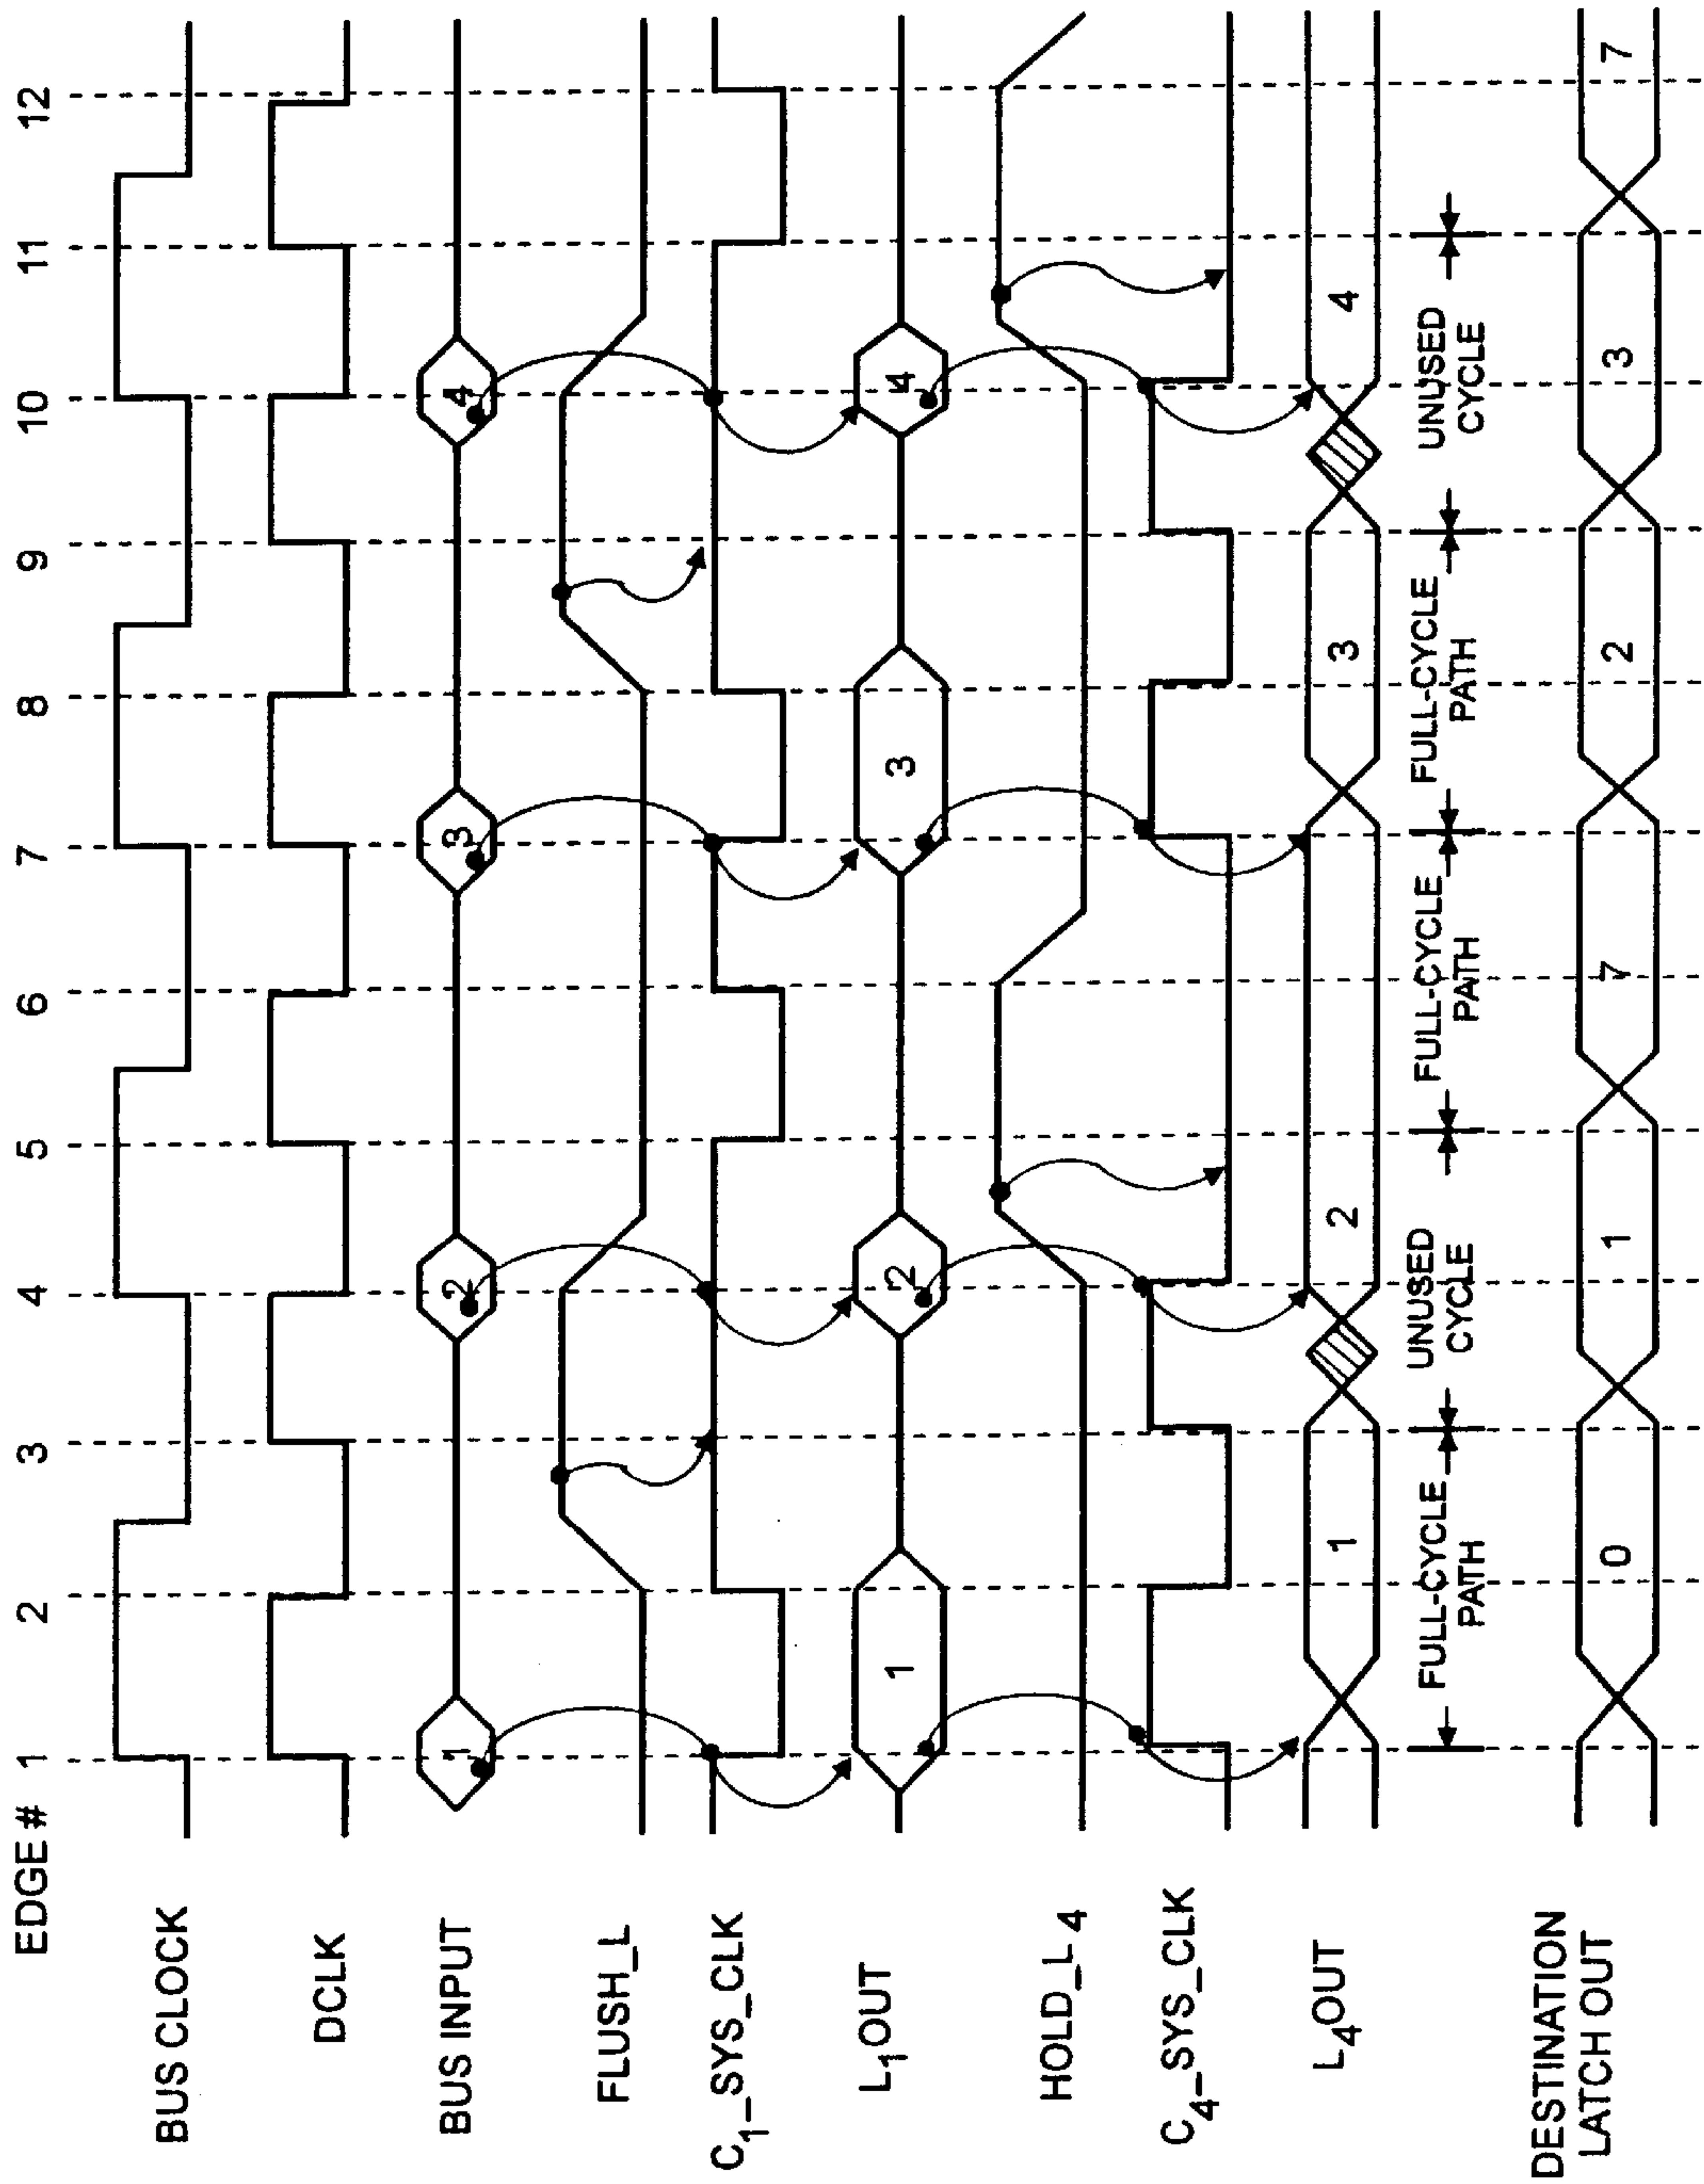 EDGE # 1 2 3 4 5 6 7 8 9 10 11 12
BUS CLOCK
DCLK
BUS INPUT 1 2 3 4
FLUSH_L
C1_SYS_CLK
L1OUT 1 2 3 4
HOLD_L4
C4_SYS_CLK
L4OUT 1 2 3 4
FULL-CYCLE UNUSED FULL-CYCLE FULL-CYCLE UNUSED
PATH CYCLE PATH PATH CYCLE
DESTINATION
LATCH OUT 0 1 7 2 3 7